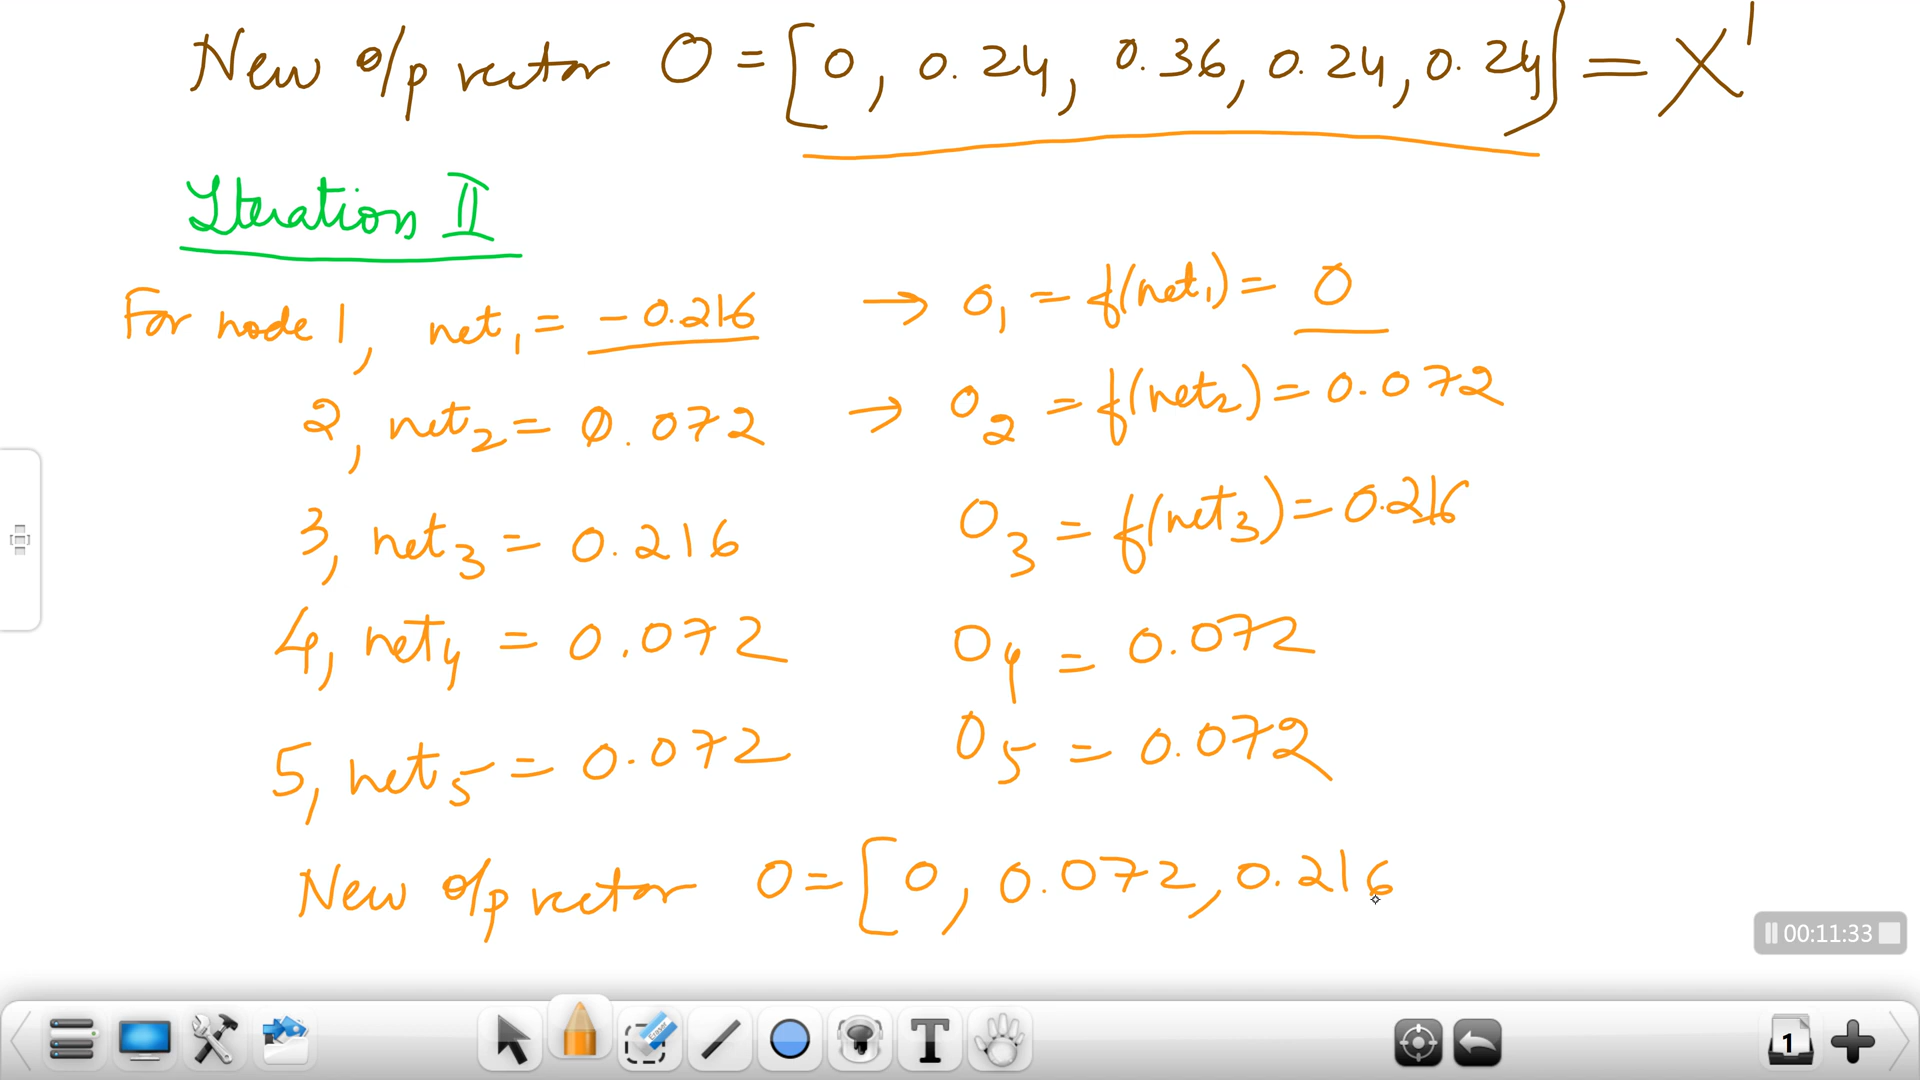 New o/p vector O = [0, 0.24, 0.36, 0.24, 0.24] = X'
Iteration II
For node 1, net₁ = -0.216 → O₁ = f(net₁) = 0
2, net₂ = 0.072 → O₂ = f(net₂) = 0.072
3, net₃ = 0.216 O₃ = f(net₃) = 0.216
4, net₄ = 0.072 O₄ = 0.072
5, net₅ = 0.072 O₅ = 0.072
New o/p vector O = [0, 0.072, 0.216
00:11:33
Eraser
T
1